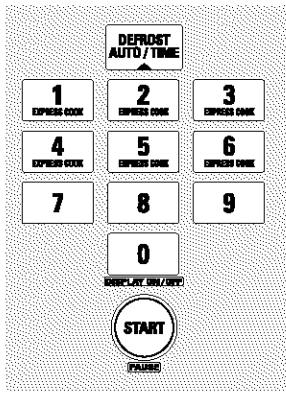 DEFROST
AUTO / TIME
1 2 3
EXPRESS COOK EXPRESS COOK EXPRESS COOK
4 5 6
EXPRESS COOK EXPRESS COOK EXPRESS COOK
7 8 9
0
DISPLAY ON/OFF
START
PAUSE